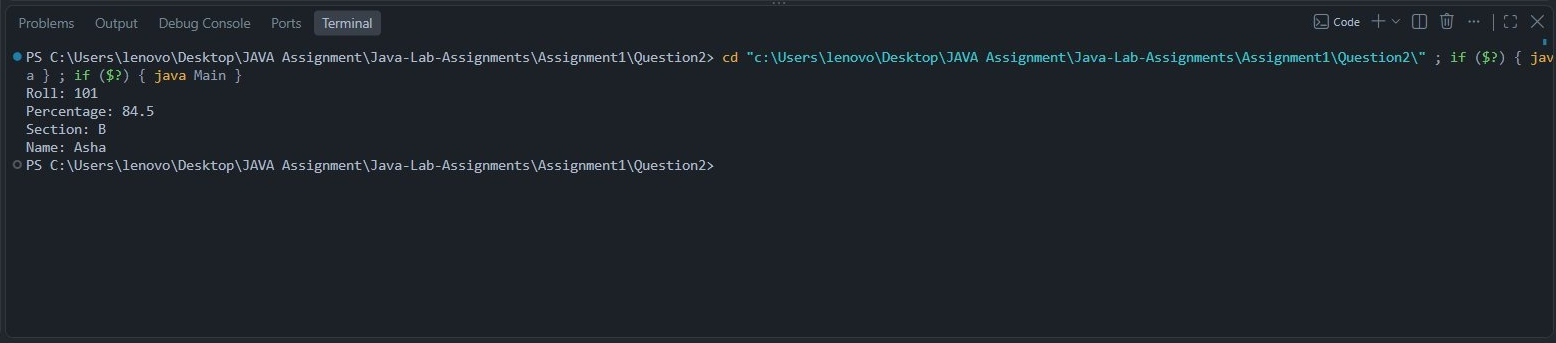 Problems Output Debug Console Ports Terminal Code
PS C:\Users\lenovo\Desktop\JAVA Assignment\Java-Lab-Assignments\Assignment1\Question2> cd "c:\Users\lenovo\Desktop\JAVA Assignment\Java-Lab-Assignments\Assignment1\Question2\" ; if ($?) { jav
a } ; if ($?) { java Main }
Roll: 101
Percentage: 84.5
Section: B
Name: Asha
PS C:\Users\lenovo\Desktop\JAVA Assignment\Java-Lab-Assignments\Assignment1\Question2>